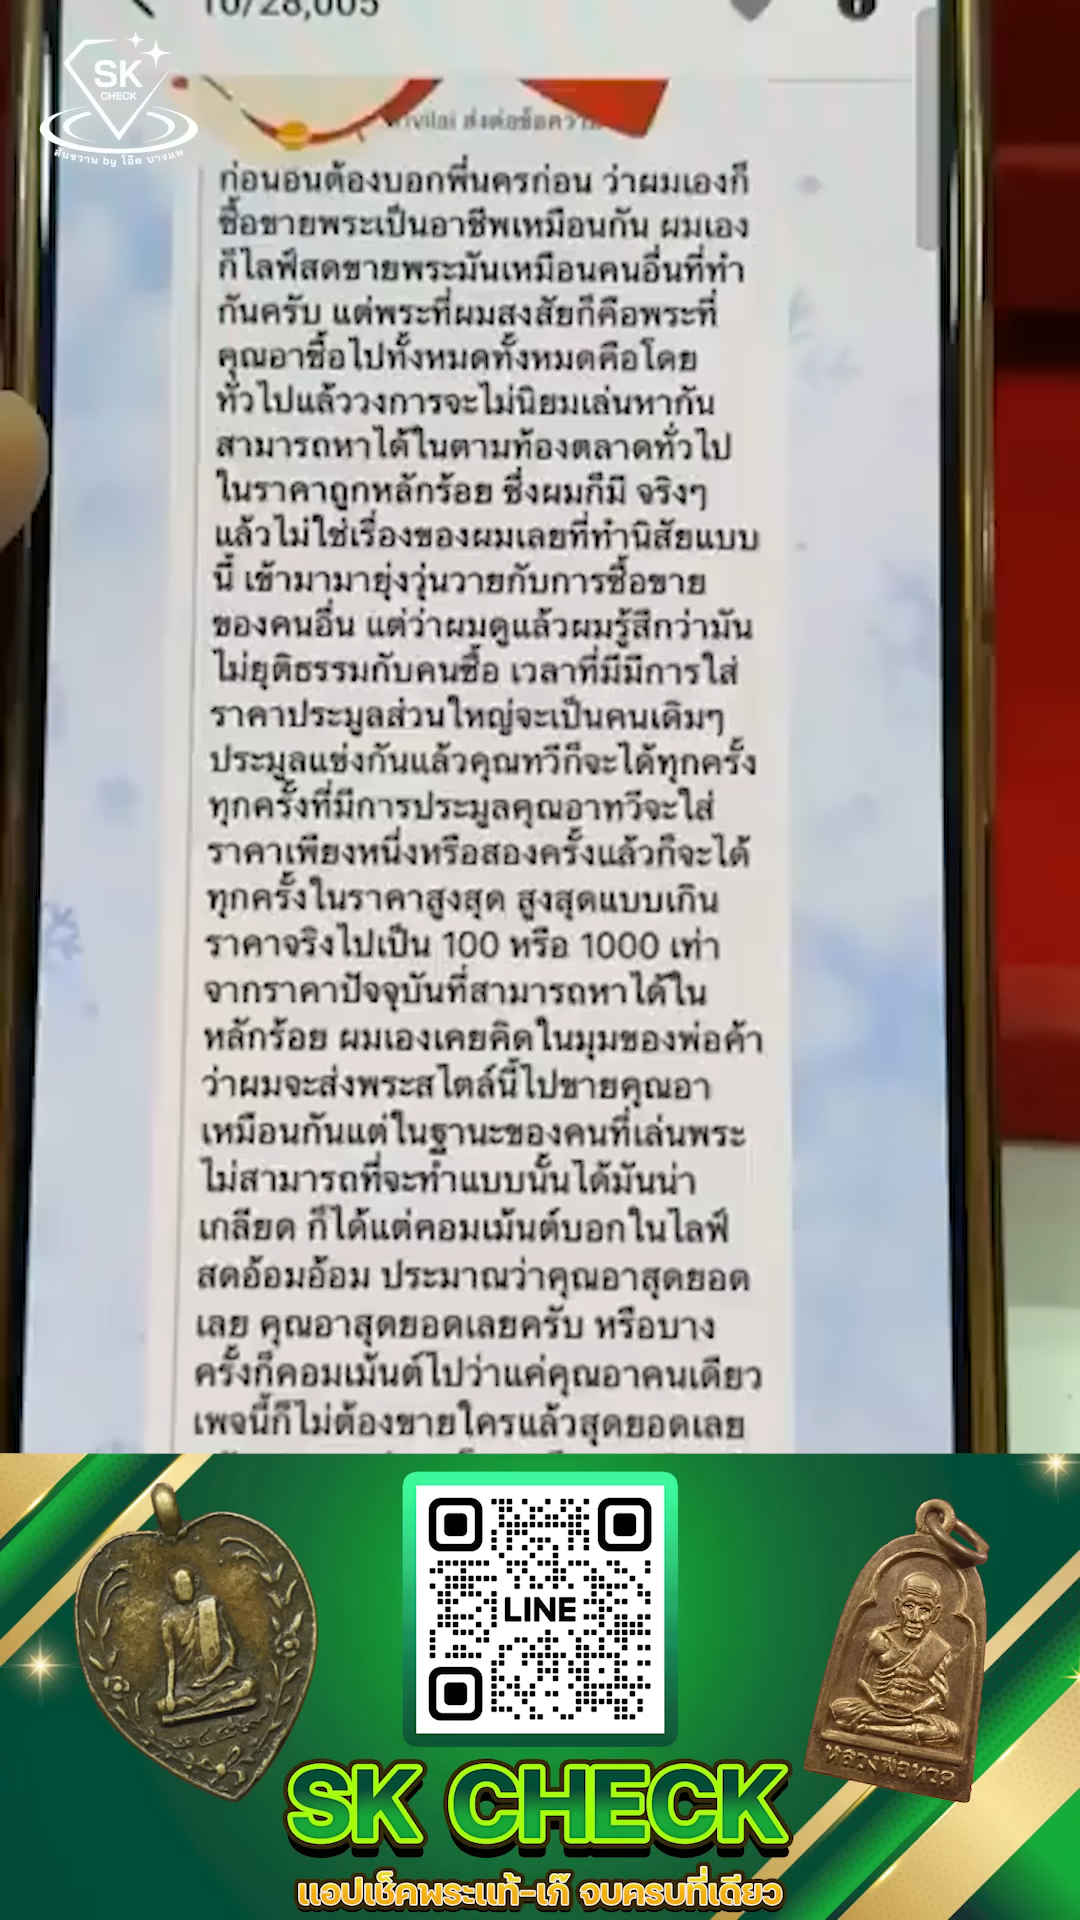 10/28,005
SK
CHECK
ส่องขวาน by โอ๊ต บางแพ
ส่งต่อข้อความ
ก่อนอนต้องบอกพี่นครก่อน ว่าผมเองก็
ซื้อขายพระเป็นอาชีพเหมือนกัน ผมเอง
ก็ไลฟ์สดขายพระมันเหมือนคนอื่นที่ทำ
กันครับ แต่พระที่ผมสงสัยก็คือพระที่
คุณอาซื้อไปทั้งหมดทั้งหมดคือโดย
ทั่วไปแล้ววงการจะไม่นิยมเล่นหากัน
สามารถหาได้ในตามท้องตลาดทั่วไป
ในราคาถูกหลักร้อย ซึ่งผมก็มี จริงๆ
แล้วไม่ใช่เรื่องของผมเลยที่ทำนิสัยแบบ
นี้ เข้ามามายุ่งวุ่นวายกับการซื้อขาย
ของคนอื่น แต่ว่าผมดูแล้วผมรู้สึกว่ามัน
ไม่ยุติธรรมกับคนซื้อ เวลาที่มีมีการใส่
ราคาประมูลส่วนใหญ่จะเป็นคนเดิมๆ
ประมูลแข่งกันแล้วคุณทวีก็จะได้ทุกครั้ง
ทุกครั้งที่มีการประมูลคุณอาทวีจะใส่
ราคาเพียงหนึ่งหรือสองครั้งแล้วก็จะได้
ทุกครั้งในราคาสูงสุด สูงสุดแบบเกิน
ราคาจริงไปเป็น 100 หรือ 1000 เท่า
จากราคาปัจจุบันที่สามารถหาได้ใน
หลักร้อย ผมเองเคยคิดในมุมของพ่อค้า
ว่าผมจะส่งพระสไตล์นี้ไปขายคุณอา
เหมือนกันแต่ในฐานะของคนที่เล่นพระ
ไม่สามารถที่จะทำแบบนั้นได้มันน่า
เกลียด ก็ได้แต่คอมเม้นต์บอกในไลฟ์
สดอ้อมอ้อม ประมาณว่าคุณอาสุดยอด
เลย คุณอาสุดยอดเลยครับ หรือบาง
ครั้งก็คอมเม้นต์ไปว่าแค่คุณอาคนเดียว
เพจนี้ก็ไม่ต้องขายใครแล้วสุดยอดเลย
LINE
หลวงพ่อทวด
SK CHECK
แอปเช็คพระแท้-เก๊ จบครบที่เดียว